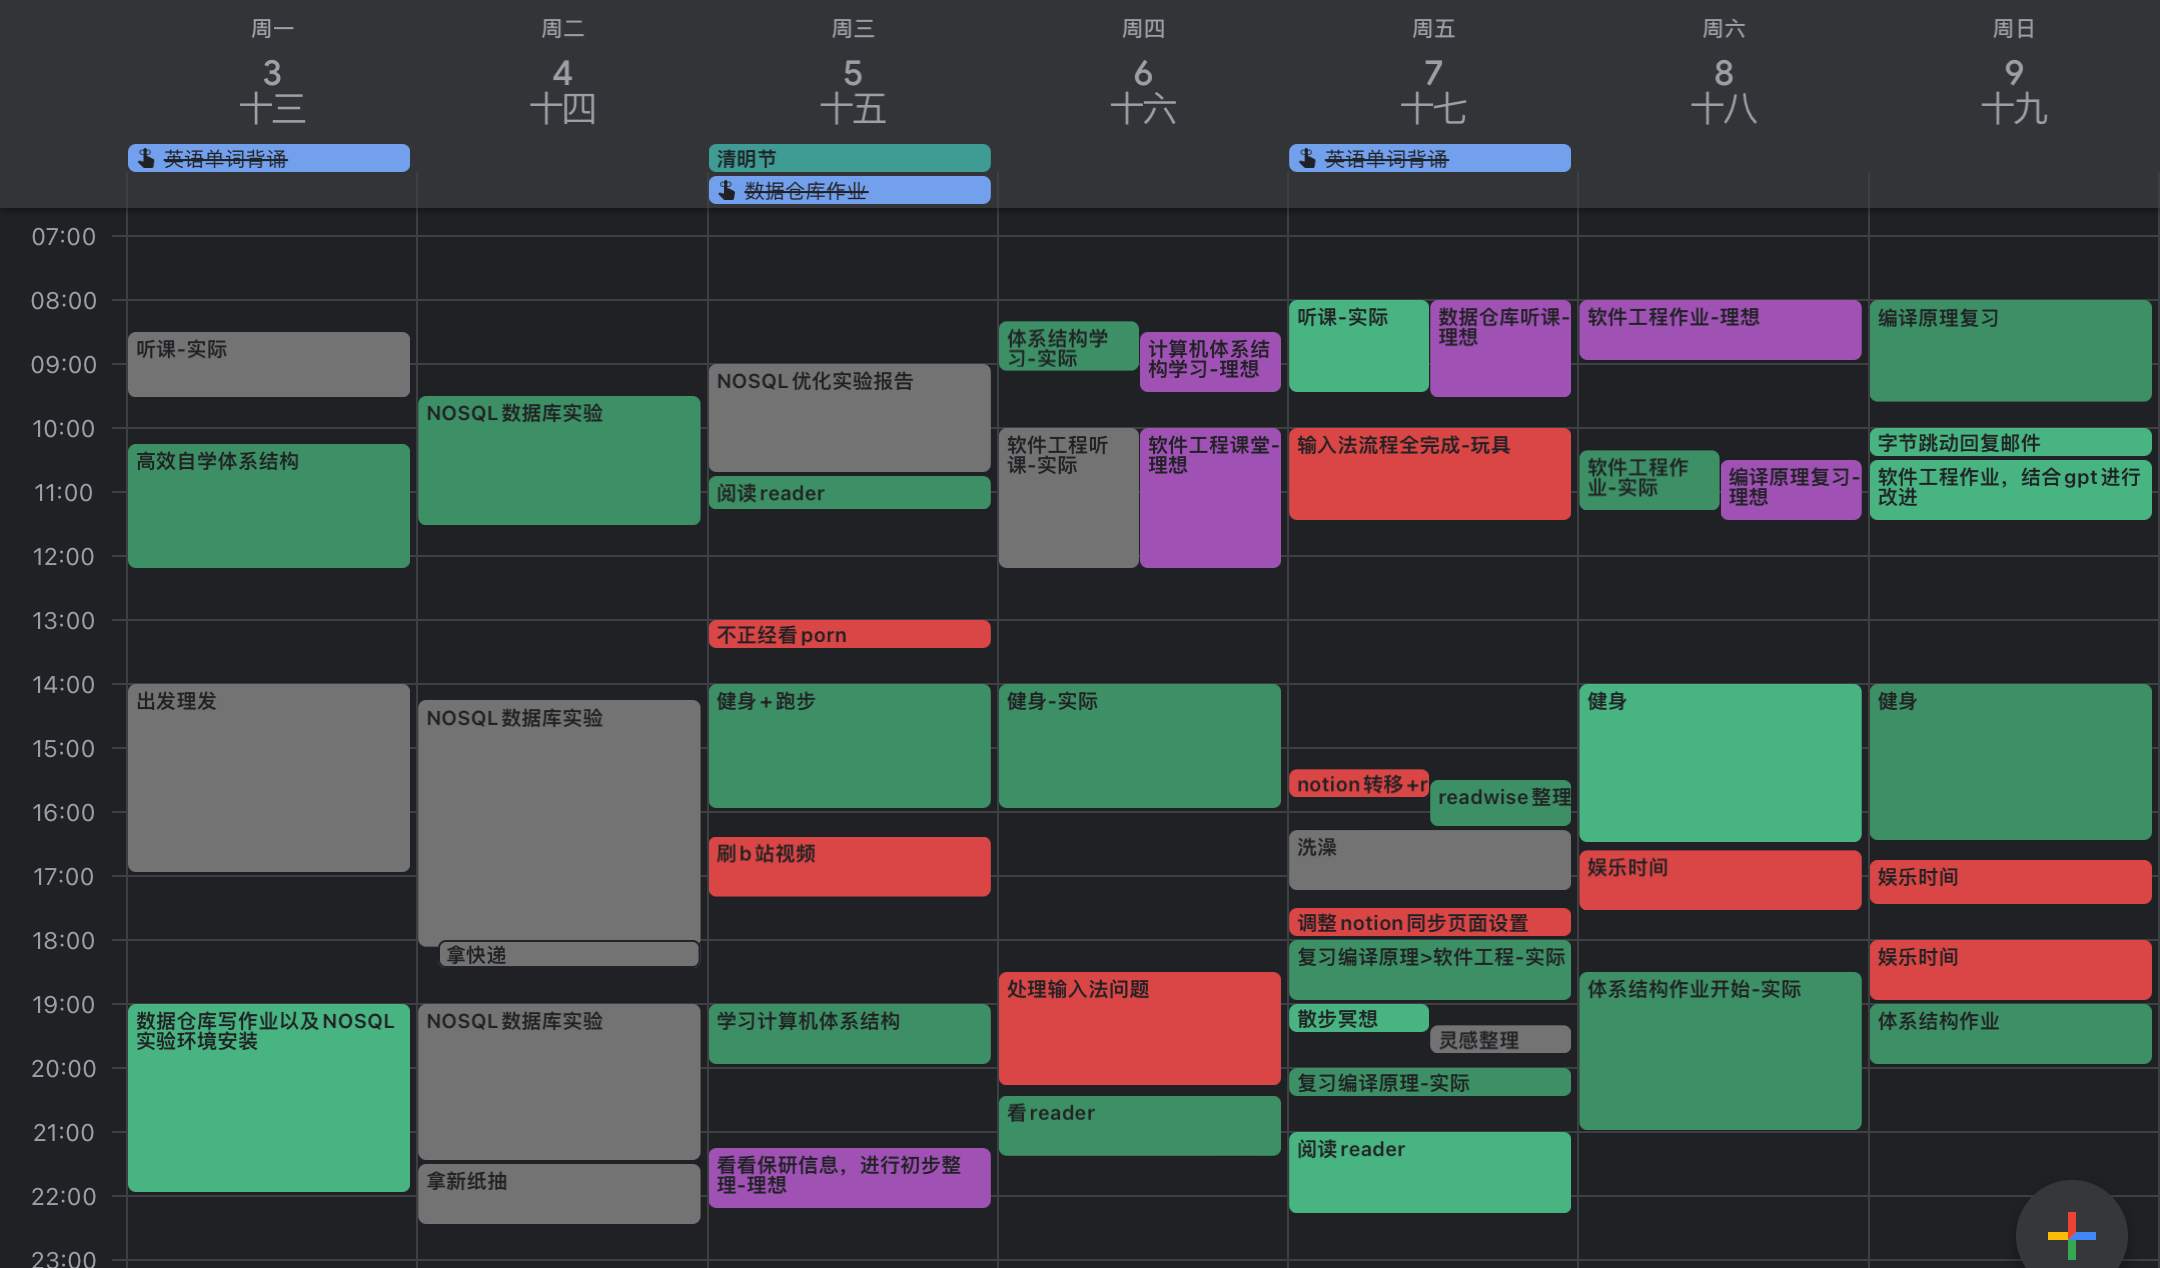 周一
周二
周三
周四
周五
周六
周日
3
4
5
6
7
8
9
十三
十四
十五
十六
十七
十八
十九
英语单词背诵
清明节
数据仓库作业
英语单词背诵
07:00
08:00
09:00
10:00
11:00
12:00
13:00
14:00
15:00
16:00
17:00
18:00
19:00
20:00
21:00
22:00
23:00
听课-实际
高效自学体系结构
出发理发
数据仓库写作业以及NOSQL
实验环境安装
NOSQL数据库实验
NOSQL数据库实验
拿快递
NOSQL数据库实验
拿新纸抽
NOSQL优化实验报告
阅读reader
不正经看porn
健身+跑步
刷b站视频
学习计算机体系结构
看看保研信息，进行初步整
理-理想
体系结构学
习-实际
计算机体系结
构学习-理想
软件工程听
课-实际
软件工程课堂-
理想
健身-实际
处理输入法问题
看reader
听课-实际
数据仓库听课-
理想
输入法流程全完成-玩具
notion转移+r
readwise整理
洗澡
调整notion同步页面设置
复习编译原理>软件工程-实际
散步冥想
灵感整理
复习编译原理-实际
阅读reader
软件工程作业-理想
软件工程作
业-实际
编译原理复习-
理想
健身
娱乐时间
体系结构作业开始-实际
编译原理复习
字节跳动回复邮件
软件工程作业，结合gpt进行
改进
健身
娱乐时间
娱乐时间
体系结构作业